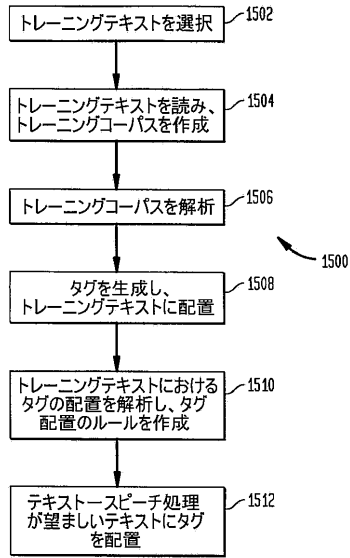 トレーニングテキストを選択
1502
トレーニングテキストを読み、
トレーニングコーパスを作成
1504
トレーニングコーパスを解析
1506
1500
タグを生成し、
トレーニングテキストに配置
1508
トレーニングテキストにおける
タグの配置を解析し、タグ
配置のルールを作成
1510
テキストースピーチ処理
が望ましいテキストにタグ
を配置
1512